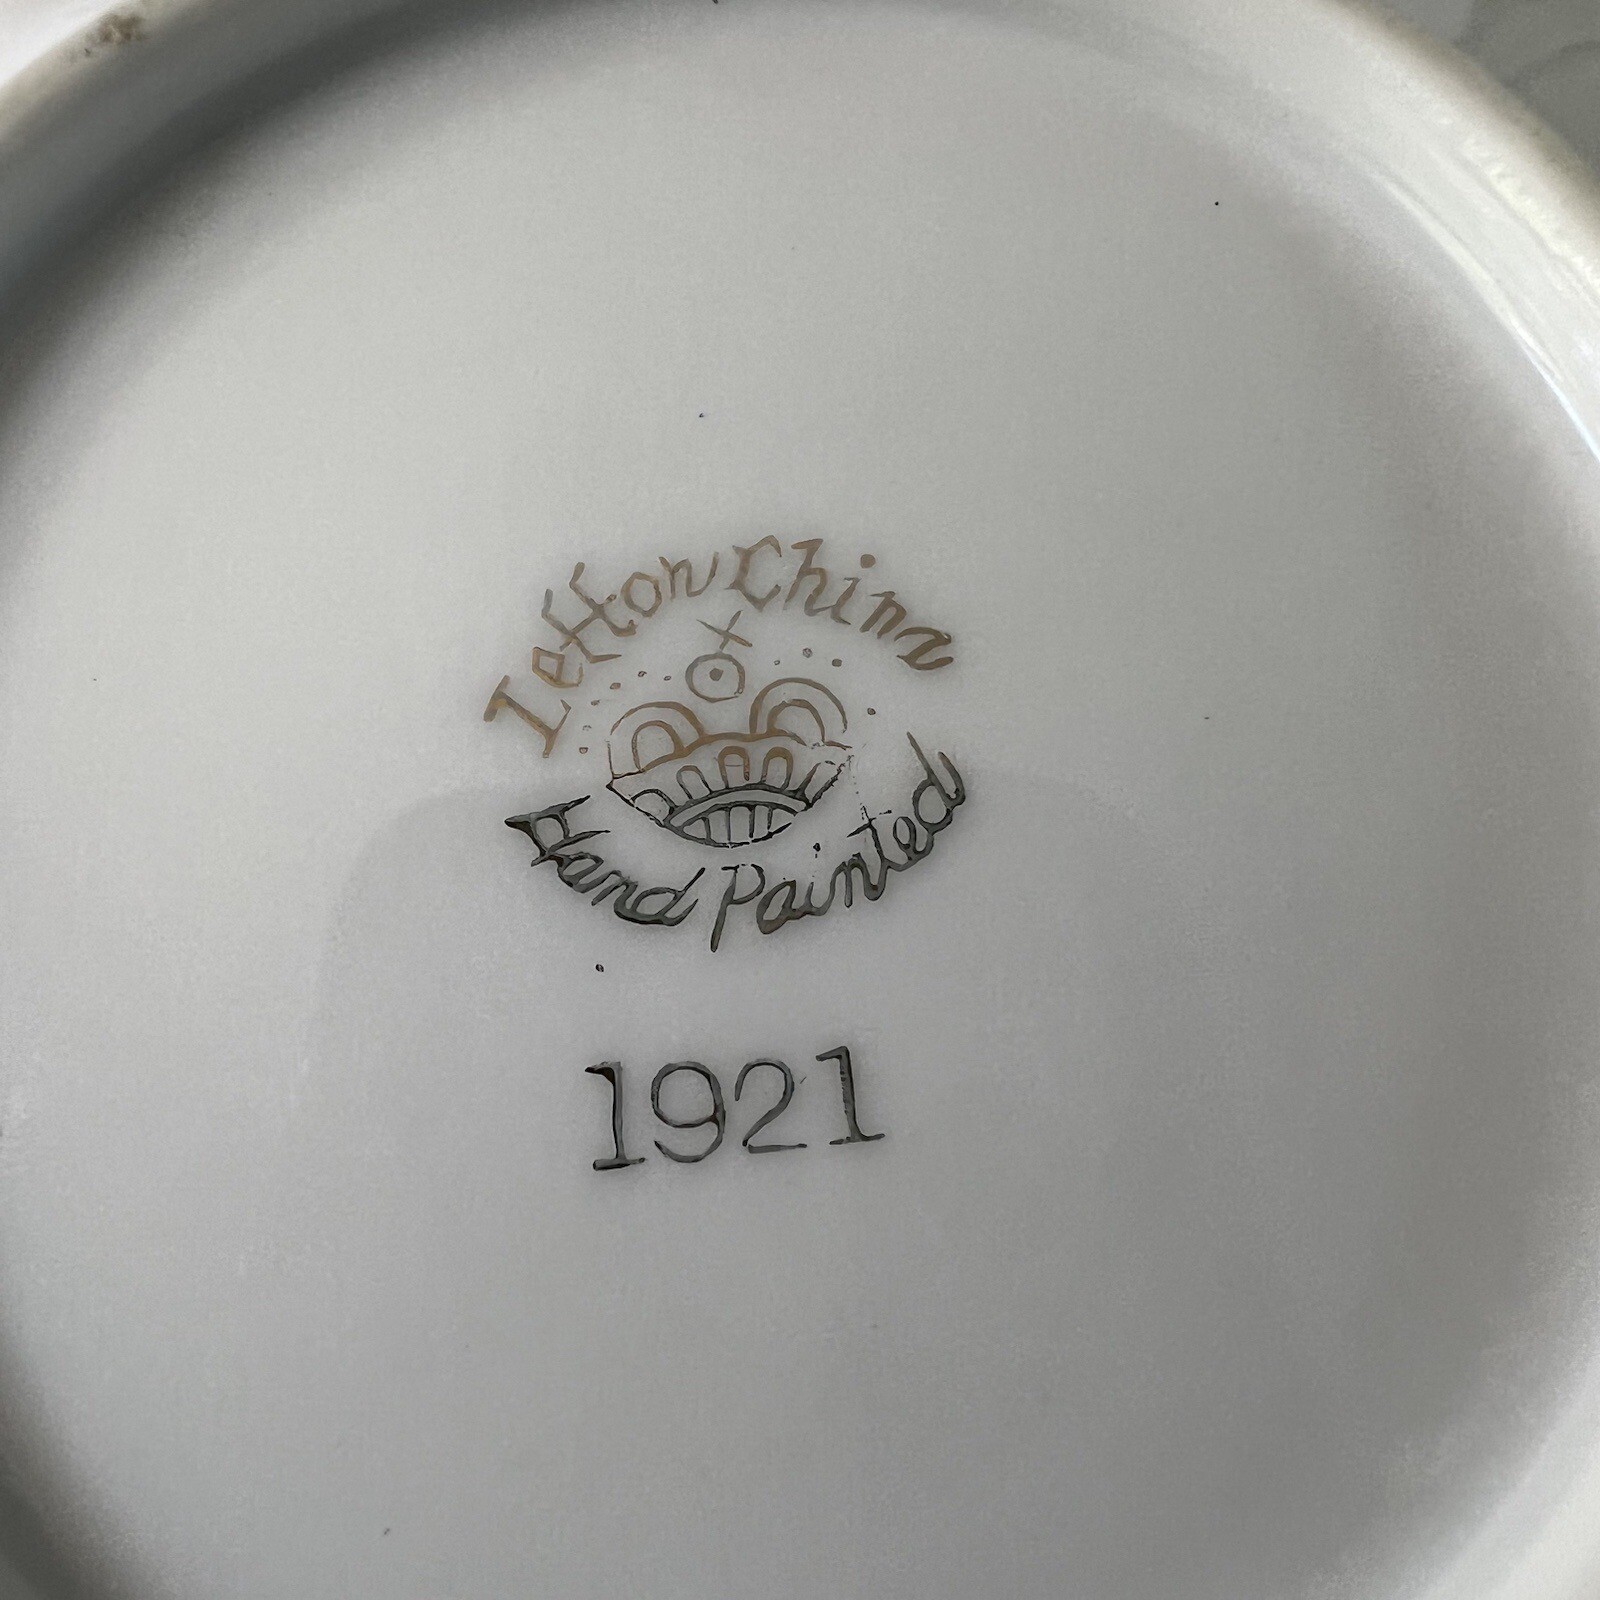 Lefton China
Hand Painted
1921